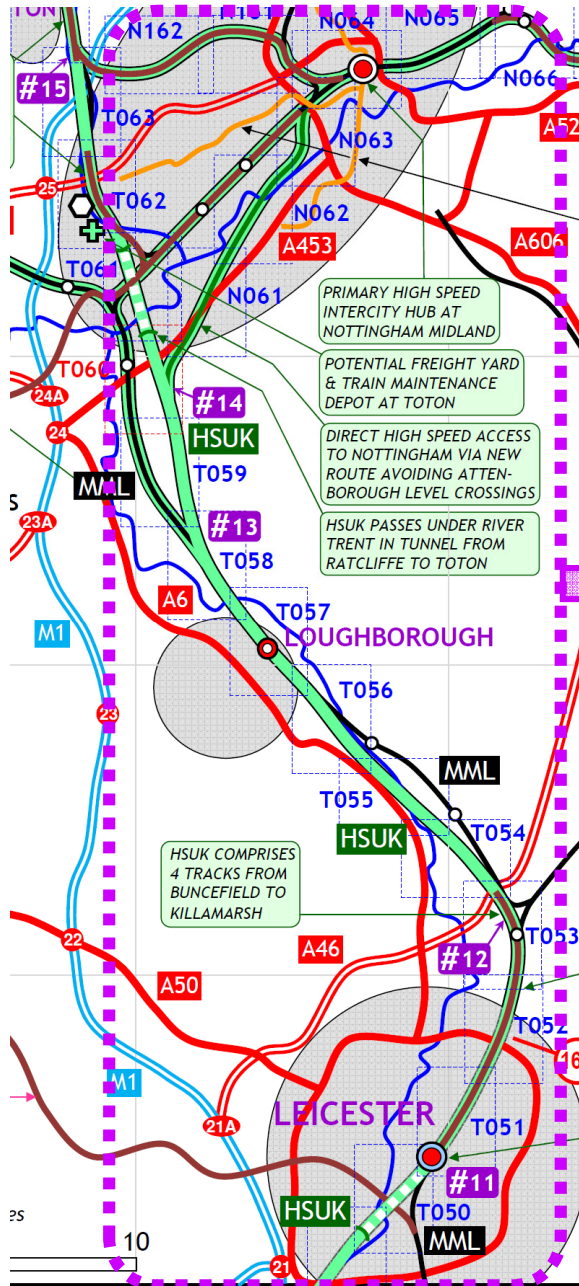 TON
N162
N161
N064
N065
#15
N066
T063
A52
N063
25
T062
N062
A453
A606
T061
N061
PRIMARY HIGH SPEED
INTERCITY HUB AT
NOTTINGHAM MIDLAND
T060
POTENTIAL FREIGHT YARD
& TRAIN MAINTENANCE
DEPOT AT TOTON
24A
#14
24
HSUK
DIRECT HIGH SPEED ACCESS
TO NOTTINGHAM VIA NEW
ROUTE AVOIDING ATTEN-
BOROUGH LEVEL CROSSINGS
T059
MML
s
23A
#13
HSUK PASSES UNDER RIVER
TRENT IN TUNNEL FROM
RATCLIFFE TO TOTON
T058
A6
T057
M1
LOUGHBOROUGH
T056
23
MML
T055
T054
HSUK
HSUK COMPRISES
4 TRACKS FROM
BUNCEFIELD TO
KILLAMARSH
T053
22
A46
#12
A50
T052
16
M1
LEICESTER
21A
T051
#11
HSUK
T050
es
10
MML
21